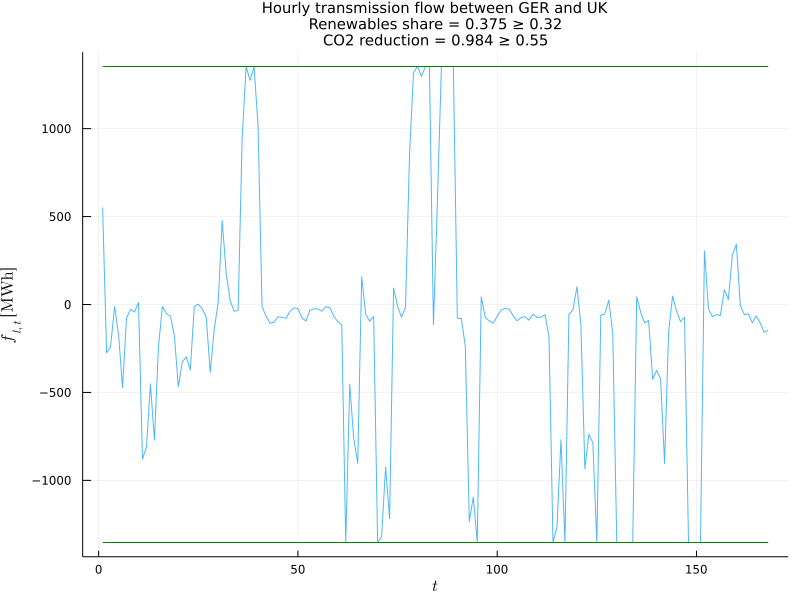 Hourly transmission flow between GER and UK
Renewables share = 0.375 ≥ 0.32
CO2 reduction = 0.984 ≥ 0.55
f l, t [MWh]
1000
500
0
−500
−1000
0 50 100 150
t